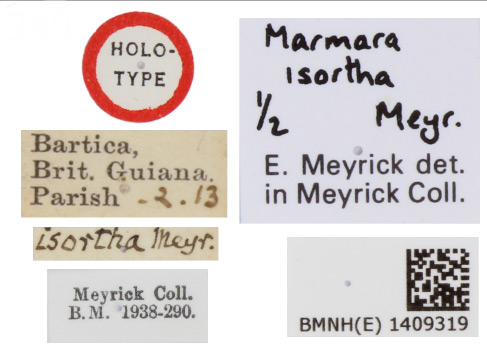 HOLO-
TYPE
Bartica,
Brit. Guiana.
Parish -.2.13
isortha Meyr.
Meyrick Coll.
B.M. 1938-290.
Marmara
isortha
1/2 Meyr.
E. Meyrick det.
in Meyrick Coll.
BMNH(E) 1409319